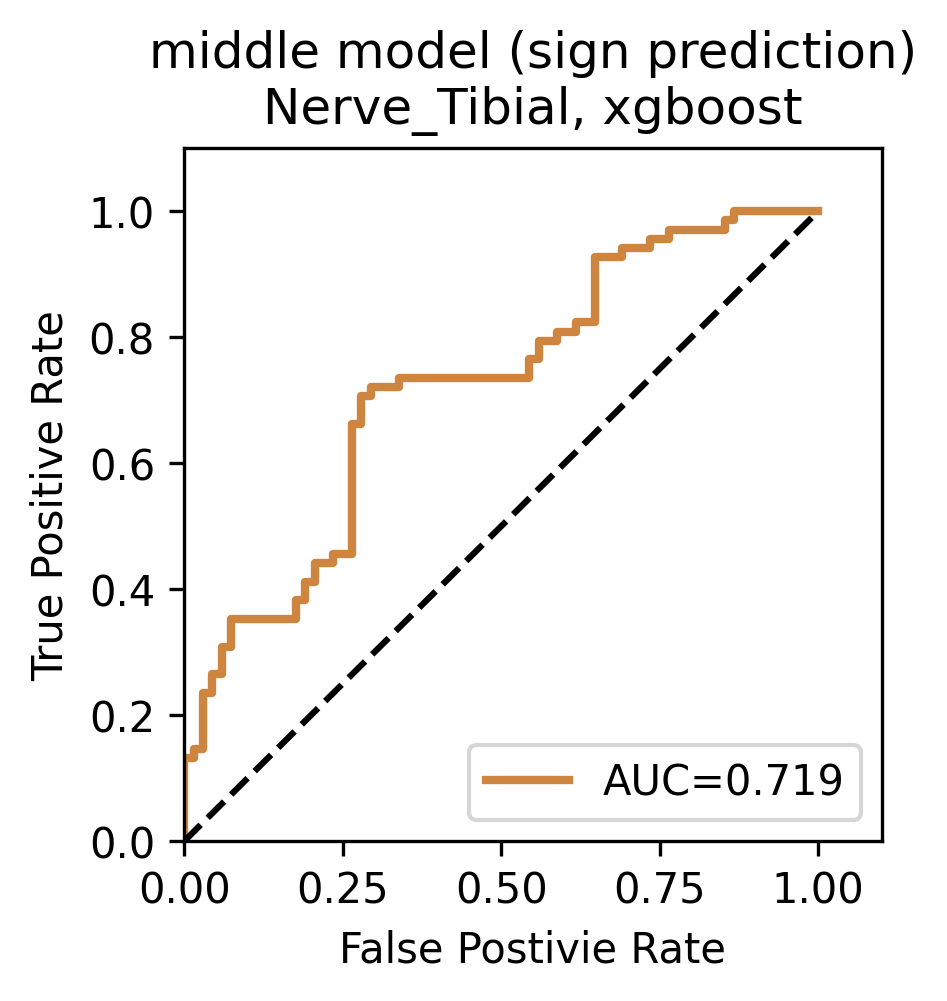 middle model (sign prediction)
Nerve_Tibial, xgboost
True Positive Rate
1.0
0.8
0.6
0.4
0.2
0.0
AUC=0.719
0.00 0.25 0.50 0.75 1.00
False Postivie Rate